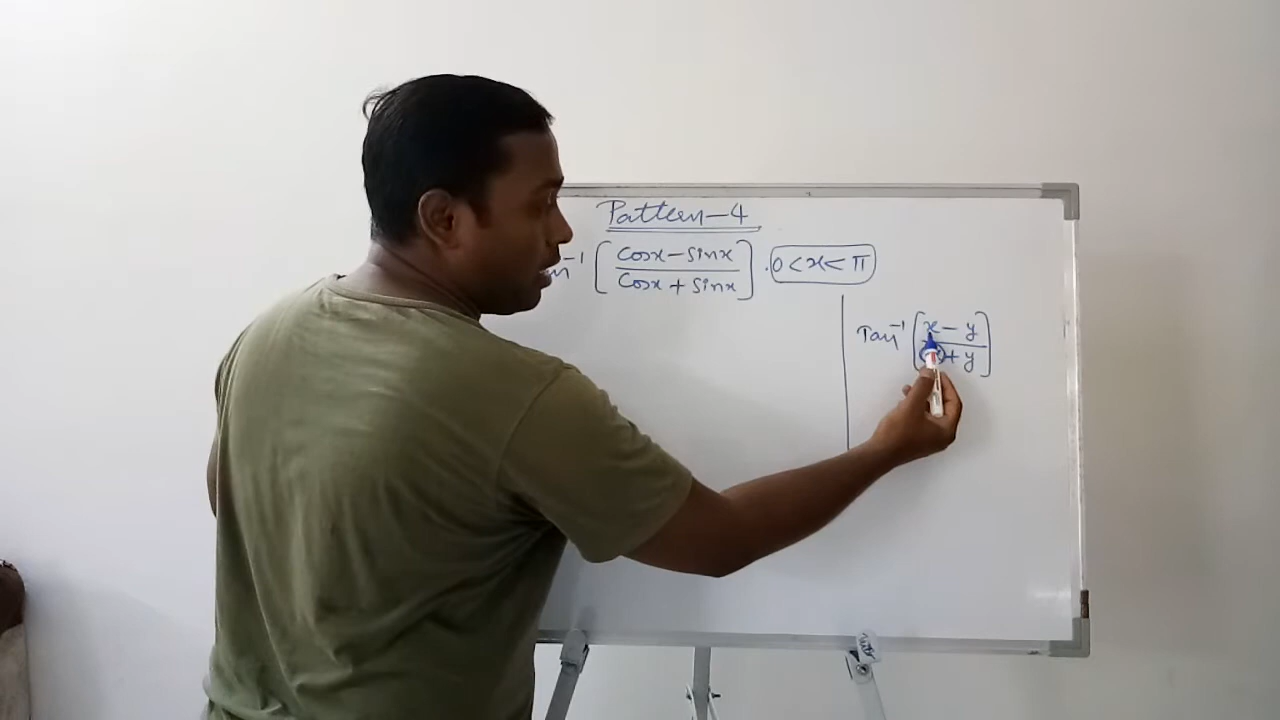 Pattern-4
⁻¹ [(cosx - sinx)/(cosx + sinx)] . 0 < x < π
Tan⁻¹ [(x - y)/( + y)]